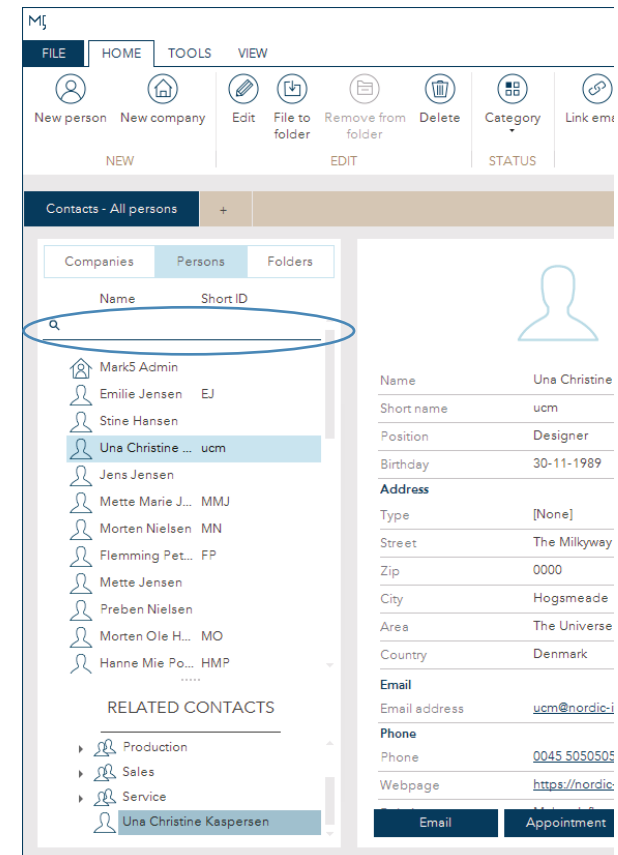 M5
FILE HOME TOOLS VIEW
New person New company Edit File to folder Remove from folder Delete Category Link ema
NEW EDIT STATUS
Contacts - All persons +
Companies Persons Folders
Name Short ID
Mark5 Admin
Emilie Jensen EJ
Stine Hansen
Una Christine ... ucm
Jens Jensen
Mette Marie J... MMJ
Morten Nielsen MN
Flemming Pet... FP
Mette Jensen
Preben Nielsen
Morten Ole H... MO
Hanne Mie Po... HMP
RELATED CONTACTS
Production
Sales
Service
Una Christine Kaspersen
Name Una Christine
Short name ucm
Position Designer
Birthday 30-11-1989
Address
Type [None]
Street The Milkyway
Zip 0000
City Hogsmeade
Area The Universe
Country Denmark
Email
Email address ucm@nordic-i
Phone
Phone 0045 5050505
Webpage https://nordic-
Email Appointment